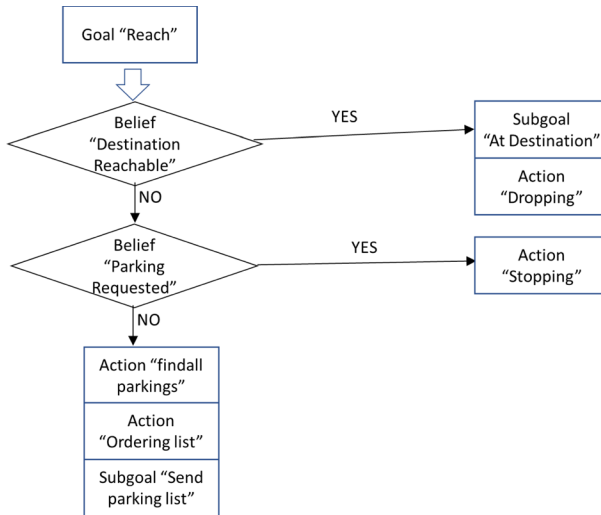 Goal “Reach”
Belief
“Destination
Reachable”
YES
Subgoal
“At Destination”
Action
“Dropping”
NO
Belief
“Parking
Requested”
YES
Action
“Stopping”
NO
Action “findall
parkings”
Action
“Ordering list”
Subgoal “Send
parking list”